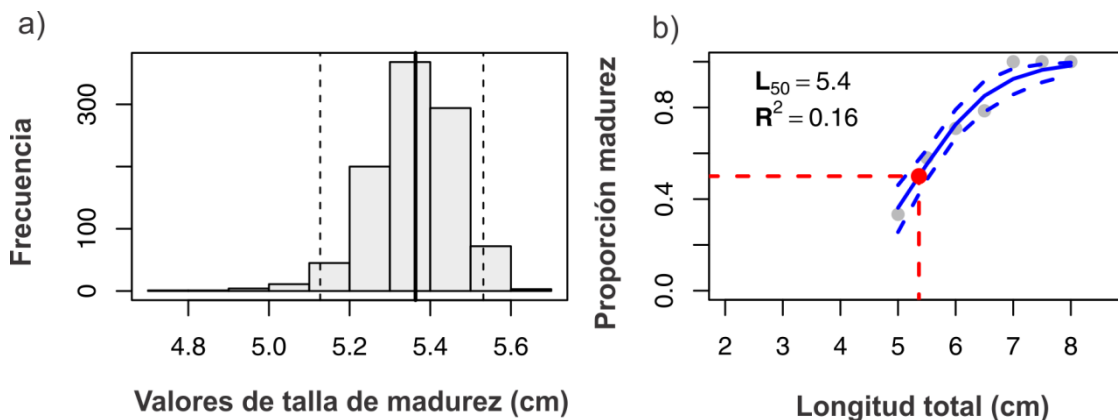 a)
Frecuencia
300
100
0
4.8 5.0 5.2 5.4 5.6
Valores de talla de madurez (cm)
b)
Proporción madurez
0.8
0.4
0.0
L50 = 5.4
R2 = 0.16
2 3 4 5 6 7 8
Longitud total (cm)